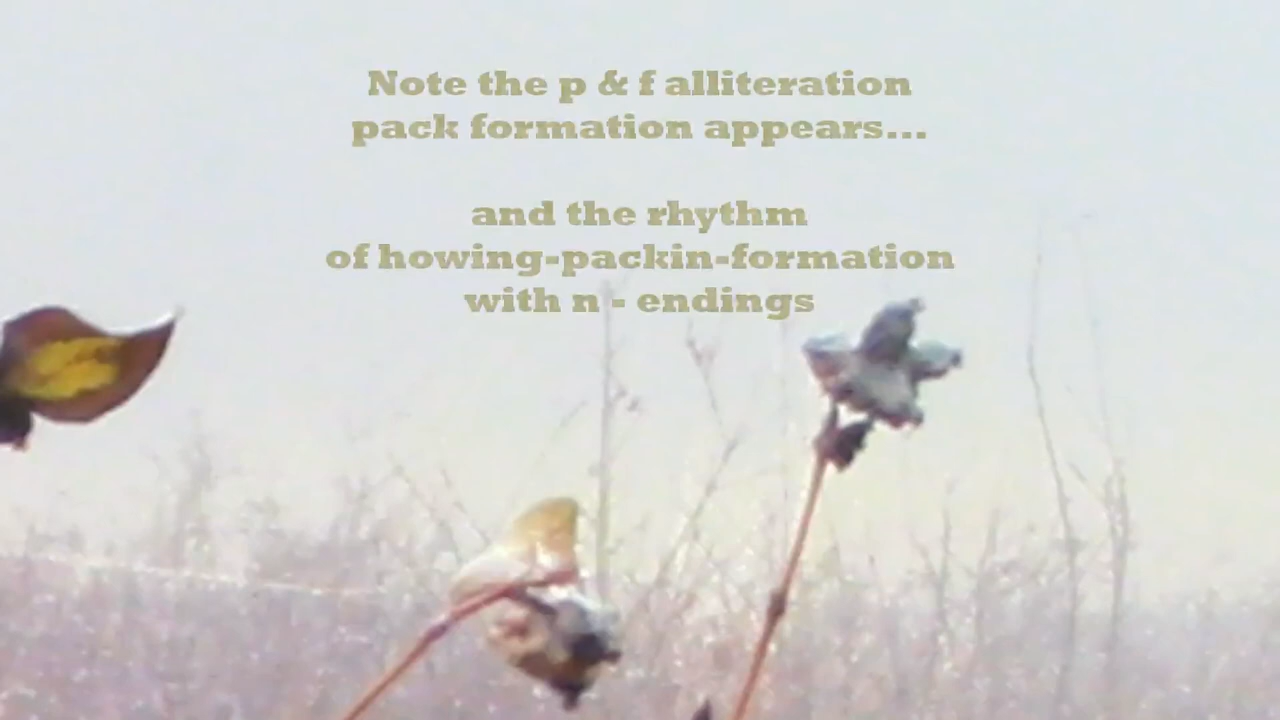 Note the p & f alliteration
pack formation appears...
and the rhythm
of howing-packin-formation
with n - endings